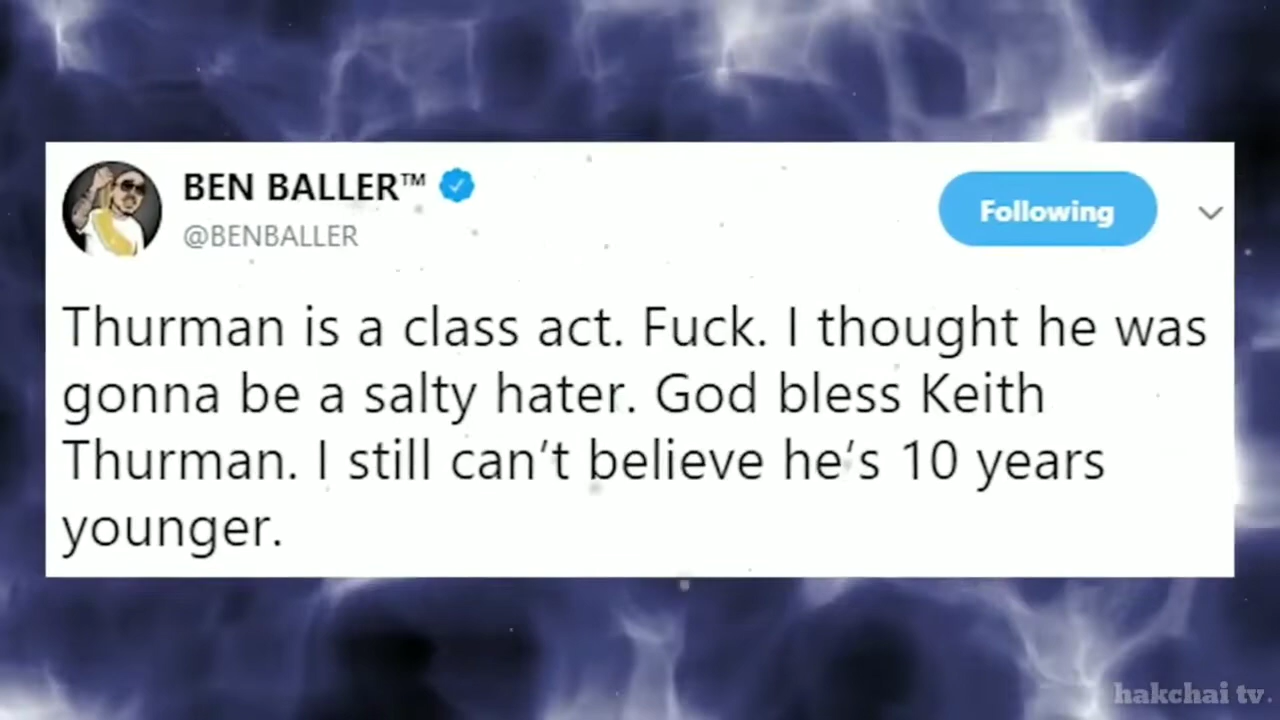 BEN BALLER™
@BENBALLER
Following
Thurman is a class act. Fuck. I thought he was
gonna be a salty hater. God bless Keith
Thurman. I still can't believe he's 10 years
younger.
hakchai tv.